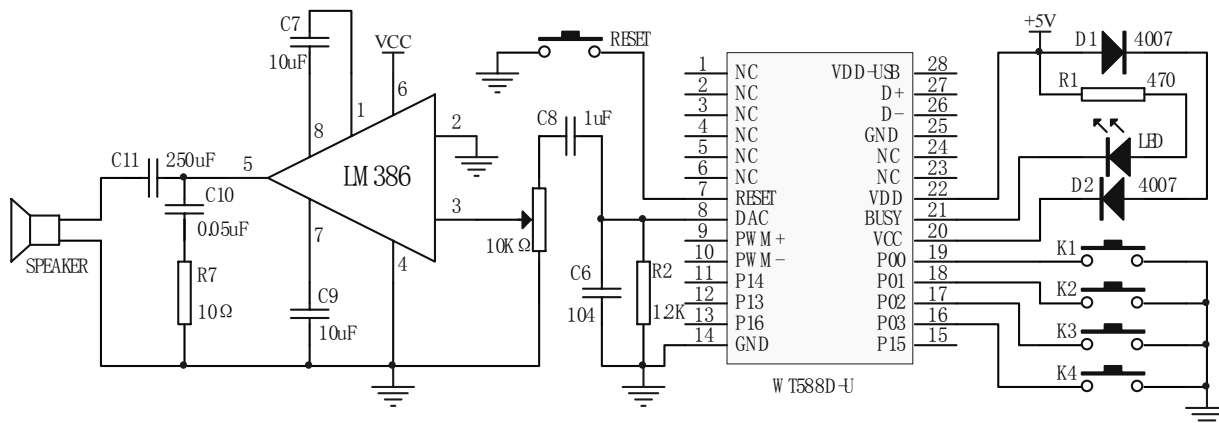 C7
10uF
VCC
RESET
+5V
D1 4007
R1 470
LED
D2 4007
1
8
6
2
3
5
7
4
LM386
C8 1uF
C11 250uF
C10
0.05uF
SPEAKER
R7
10Ω
C9
10uF
10KΩ
C6
104
R2
1.2K
1 NC
2 NC
3 NC
4 NC
5 NC
6 NC
7 RESET
8 DAC
9 PWM+
10 PWM-
11 P14
12 P13
13 P16
14 GND
VDD-USB 28
D+ 27
D- 26
GND 25
NC 24
NC 23
VDD 22
BUSY 21
VCC 20
P00 19
P01 18
P02 17
P03 16
P15 15
WT588D-U
K1
K2
K3
K4